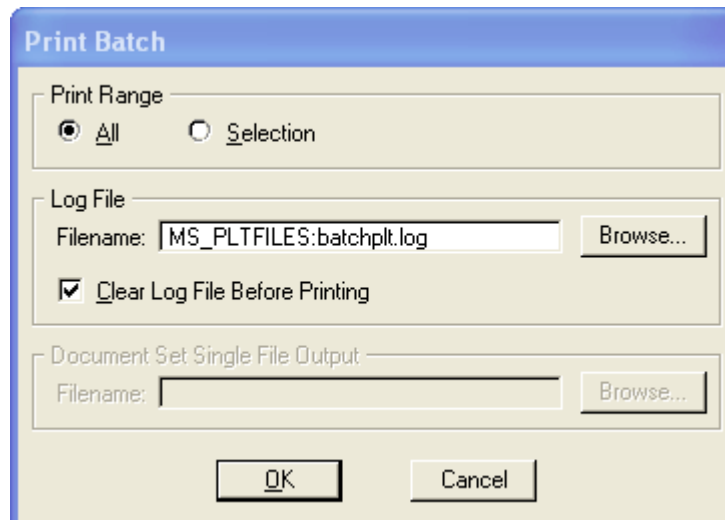 Print Batch
Print Range
All Selection
Log File
Filename: MS_PLTFILES:batchplt.log Browse...
Clear Log File Before Printing
Document Set Single File Output
Filename: Browse...
OK Cancel